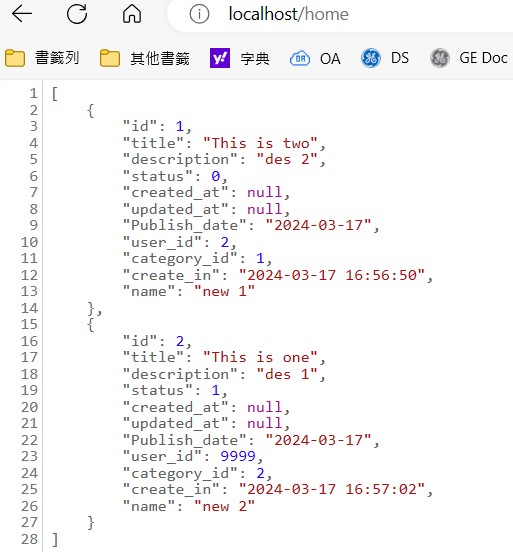 localhost/home
書籤列 其他書籤 y! 字典 OA DS GE Doc
1 [
2 {
3 "id": 1,
4 "title": "This is two",
5 "description": "des 2",
6 "status": 0,
7 "created_at": null,
8 "updated_at": null,
9 "Publish_date": "2024-03-17",
10 "user_id": 2,
11 "category_id": 1,
12 "create_in": "2024-03-17 16:56:50",
13 "name": "new 1"
14 },
15 {
16 "id": 2,
17 "title": "This is one",
18 "description": "des 1",
19 "status": 1,
20 "created_at": null,
21 "updated_at": null,
22 "Publish_date": "2024-03-17",
23 "user_id": 9999,
24 "category_id": 2,
25 "create_in": "2024-03-17 16:57:02",
26 "name": "new 2"
27 }
28 ]